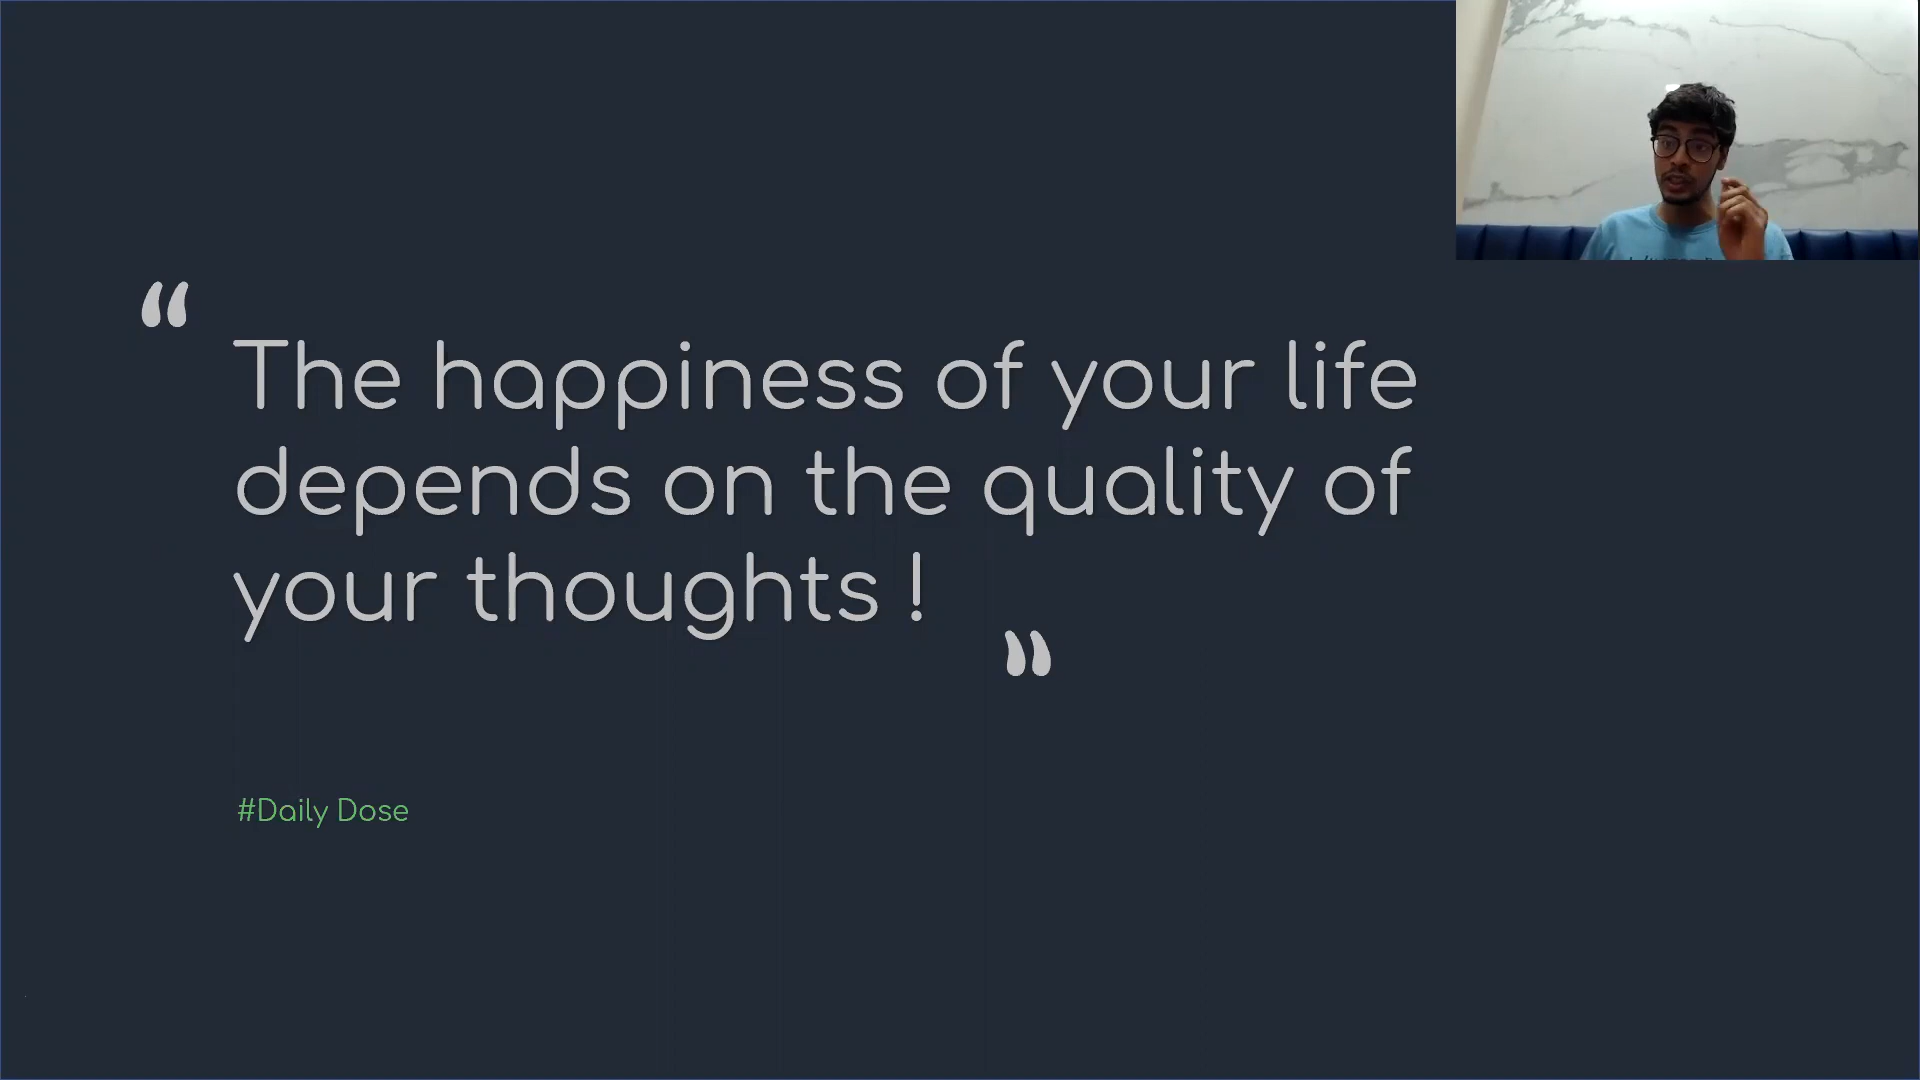 “
The happiness of your life
depends on the quality of
your thoughts !
”
#Daily Dose